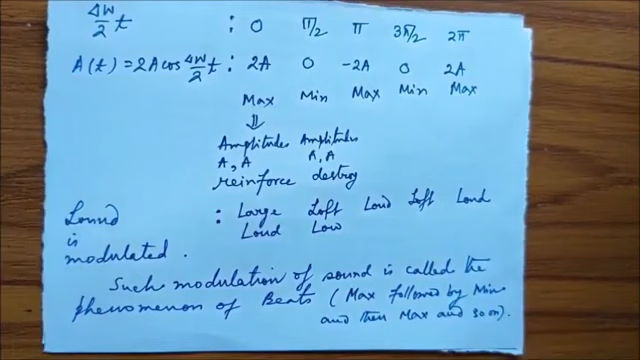 Δw/2 t : 0 π/2 π 3π/2 2π
A(t) = 2A cos Δw/2 t : 2A 0 -2A 0 2A
Max Min Max Min Max
⇓
Amplitudes Amplitudes
A, A A, A
reinforce destroy
Sound : Large Soft Loud Soft Loud
is Loud Low
modulated.
Such modulation of sound is called the
phenomenon of Beats (Max followed by Min
and then Max and so on).